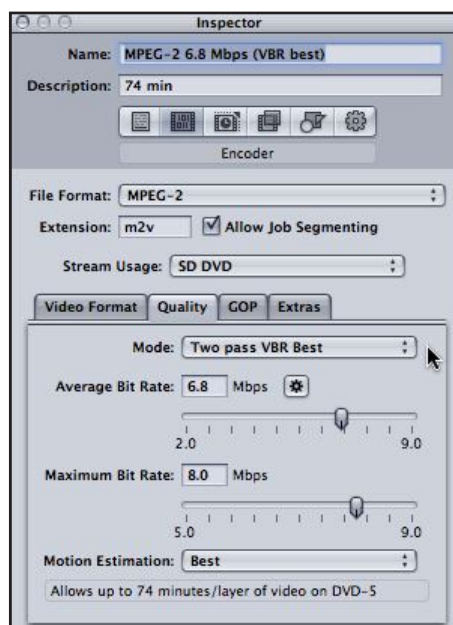 Inspector
Name: MPEG-2 6.8 Mbps (VBR best)
Description: 74 min
Encoder
File Format: MPEG-2
Extension: m2v Allow Job Segmenting
Stream Usage: SD DVD
Video Format Quality GOP Extras
Mode: Two pass VBR Best
Average Bit Rate: 6.8 Mbps
2.0 9.0
Maximum Bit Rate: 8.0 Mbps
5.0 9.0
Motion Estimation: Best
Allows up to 74 minutes/layer of video on DVD-5